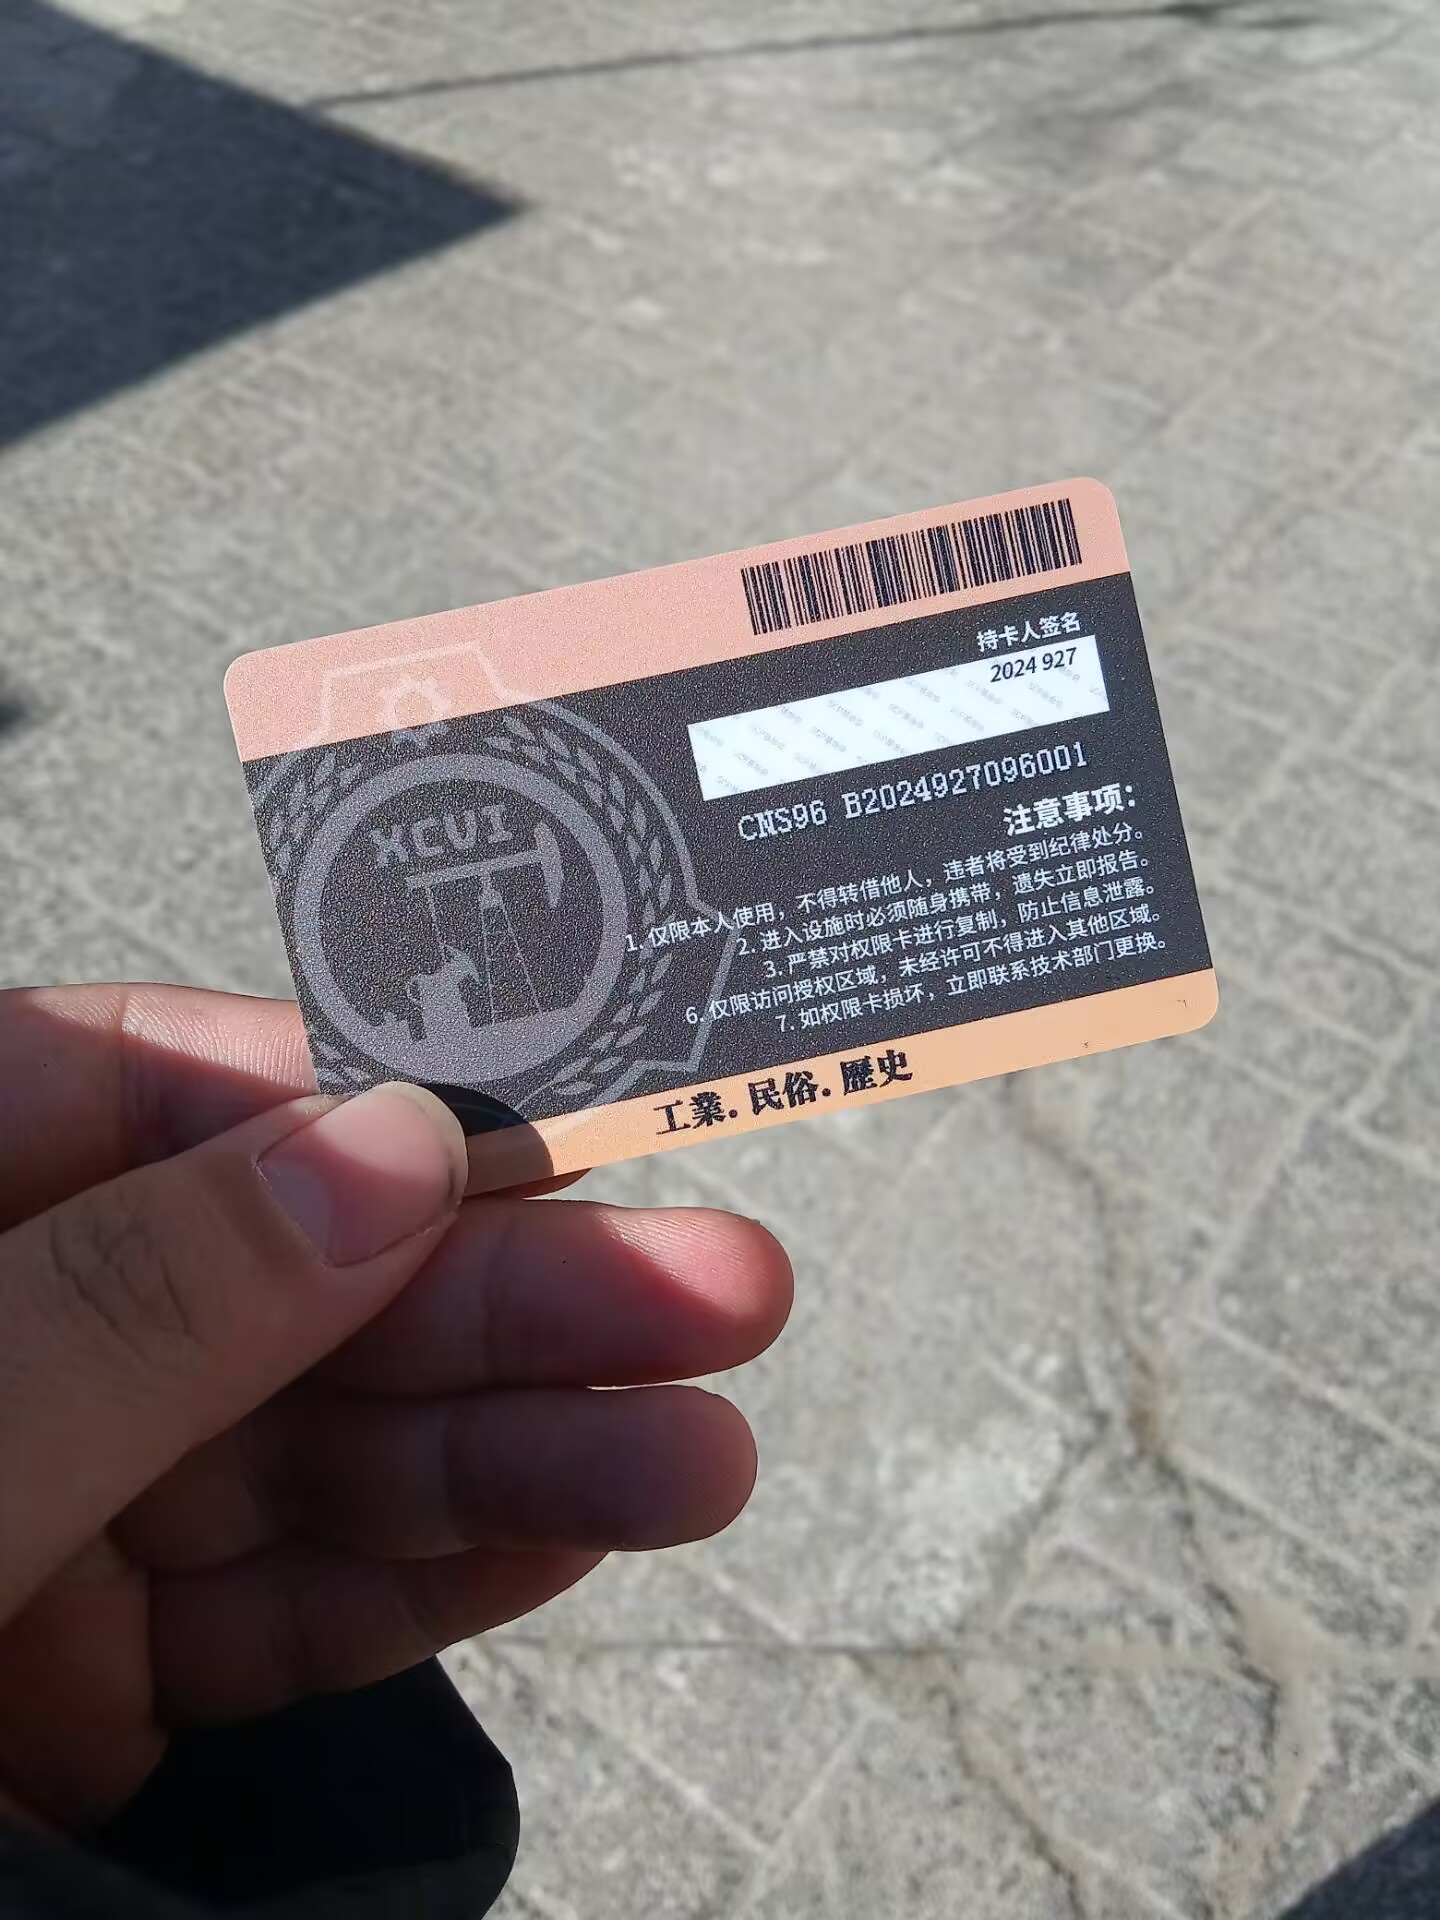 持卡人签名
2024 927
CNS96 B2024927096001
注意事项：
1. 仅限本人使用，不得转借他人，违者将受到纪律处分。
2. 进入设施时必须随身携带，遗失立即报告。
3. 严禁对权限卡进行复制，防止信息泄露。
6. 仅限访问授权区域，未经许可不得进入其他区域。
7. 如权限卡损坏，立即联系技术部门更换。
XCVI
工業. 民俗. 歷史